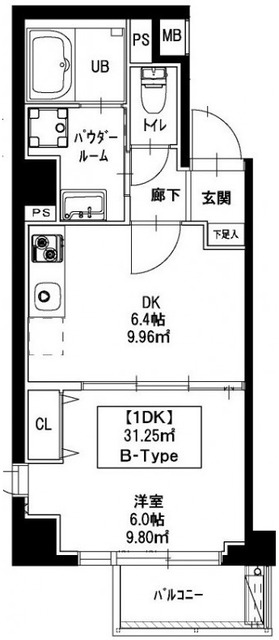 PS
MB
UB
トイレ
パウダー
ルーム
廊下
玄関
PS
下足入
DK
6.4帖
9.96㎡
CL
【1DK】
31.25㎡
B-Type
洋室
6.0帖
9.80㎡
バルコニー